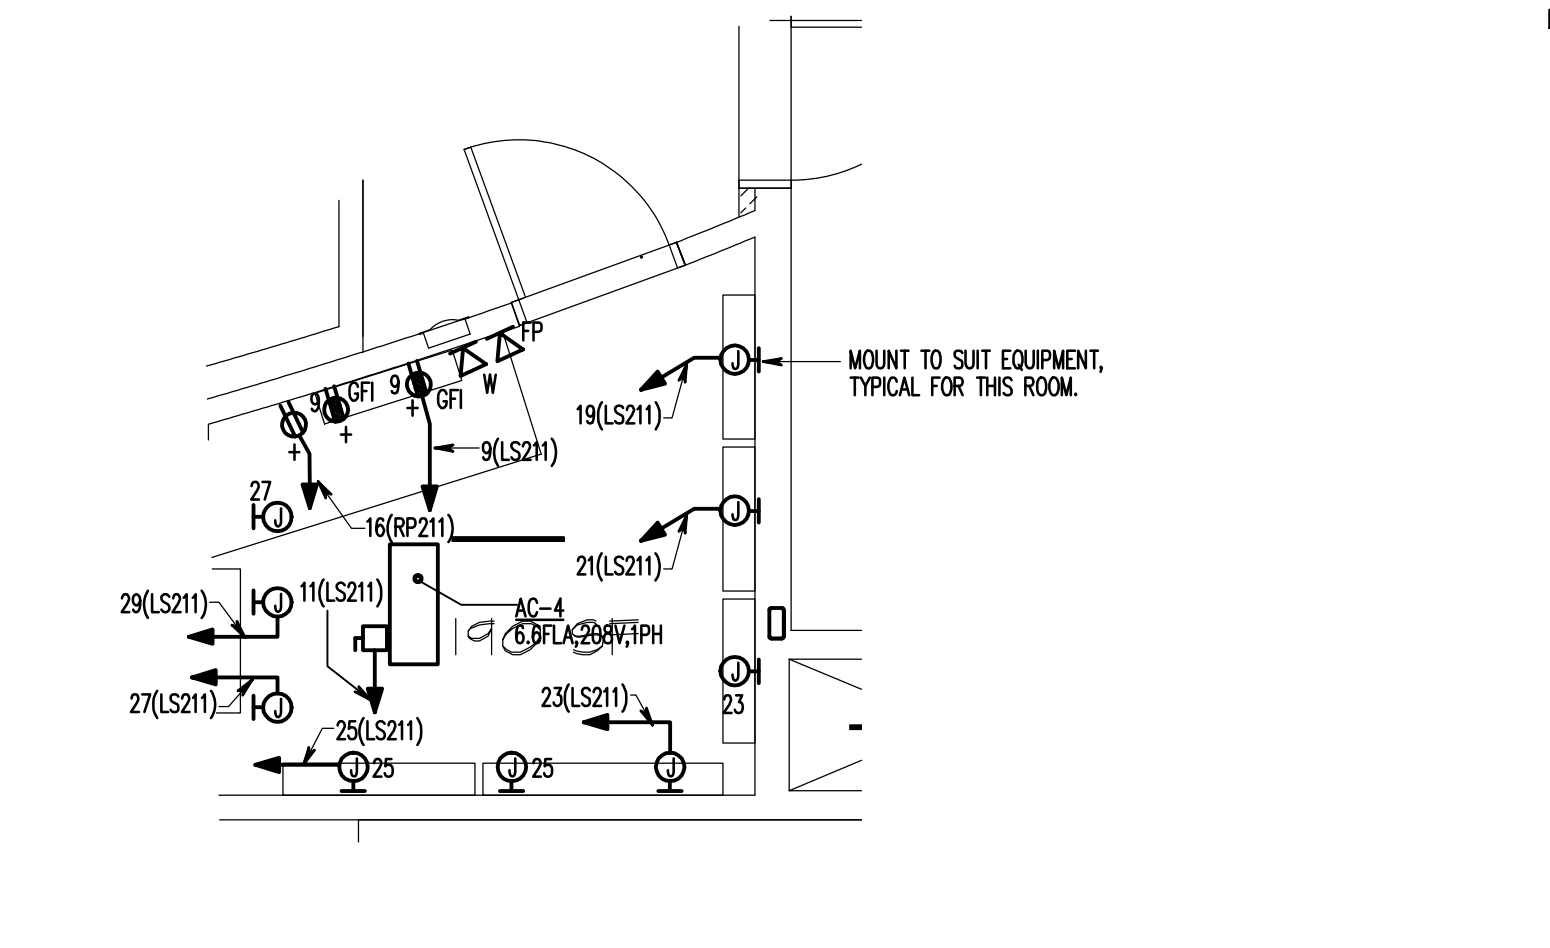 FP
W
GFI
9
9
GFI
+
+
+
MOUNT TO SUIT EQUIPMENT,
TYPICAL FOR THIS ROOM.
19(LS211)
J
9(LS211)
27
J
16(RP211)
J
21(LS211)
29(LS211)
J
11(LS211)
AC-4
6.6FLA,208V,1PH
J
23
27(LS211)
J
23(LS211)
25(LS211)
J
25
J
25
J